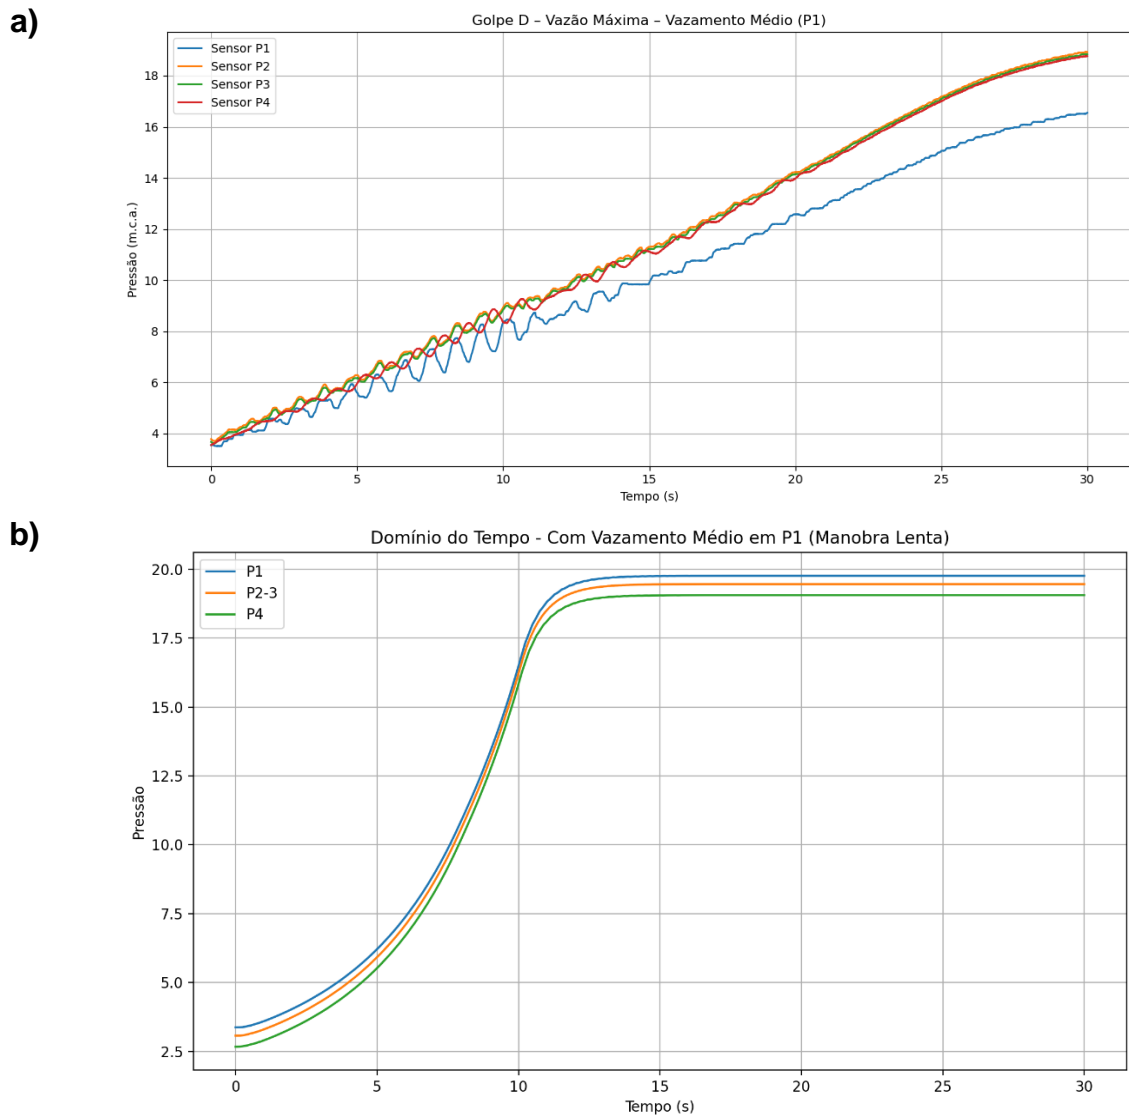 a)
Golpe D – Vazão Máxima – Vazamento Médio (P1)
Sensor P1
Sensor P2
Sensor P3
Sensor P4
Pressão (m.c.a.)
18
16
14
12
10
8
6
4
0 5 10 15 20 25 30
Tempo (s)
b)
Domínio do Tempo - Com Vazamento Médio em P1 (Manobra Lenta)
P1
P2-3
P4
Pressão
20.0
17.5
15.0
12.5
10.0
7.5
5.0
2.5
0 5 10 15 20 25 30
Tempo (s)